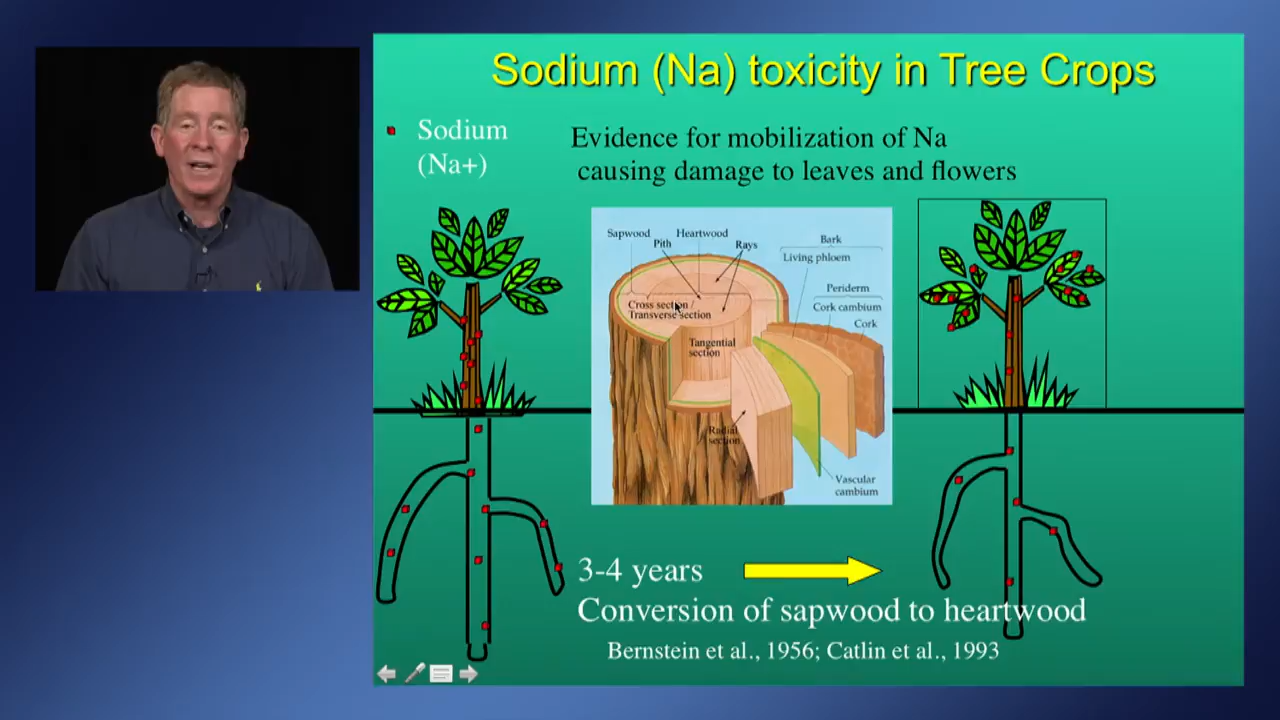 Sodium (Na) toxicity in Tree Crops
Sodium
(Na+)
Evidence for mobilization of Na
causing damage to leaves and flowers
Sapwood
Pith
Heartwood
Rays
Bark
Living phloem
Periderm
Cork cambium
Cork
Cross section /
Transverse section
Tangential
section
Radial
section
Vascular
cambium
3-4 years
Conversion of sapwood to heartwood
Bernstein et al., 1956; Catlin et al., 1993